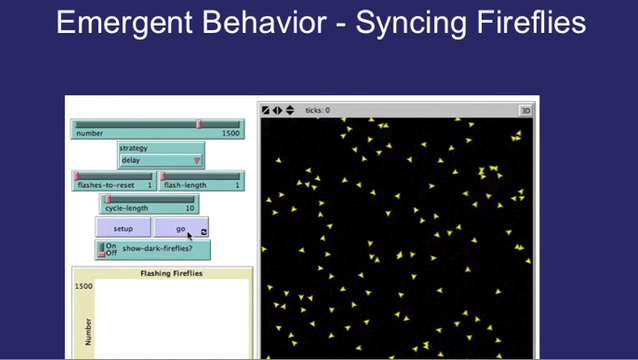 Emergent Behavior - Syncing Fireflies
ticks: 0
3D
number 1500
strategy
delay
flashes-to-reset 1
flash-length 1
cycle-length 10
setup
go
On
Off
show-dark-fireflies?
Flashing Fireflies
1500
Number